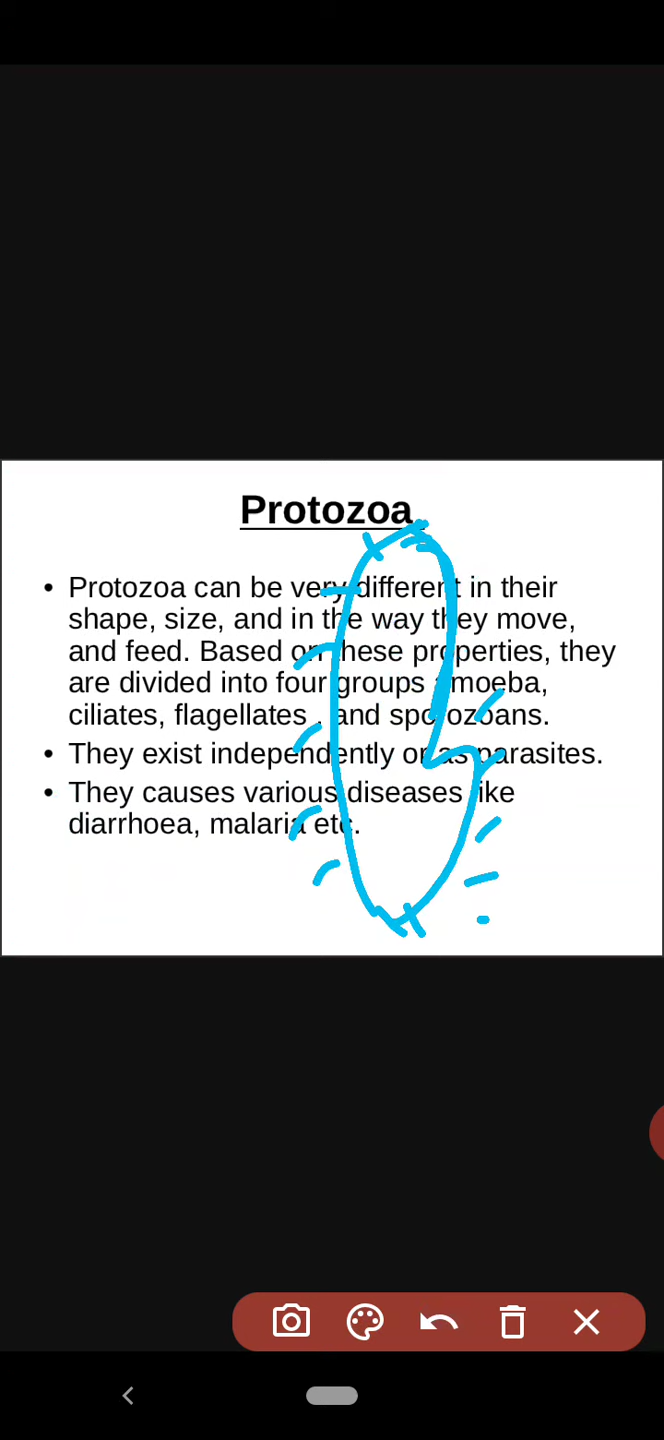 Protozoa
• Protozoa can be very different in their
shape, size, and in the way they move,
and feed. Based on these properties, they
are divided into four groups amoeba,
ciliates, flagellates , and sporozoans.
• They exist independently or as parasites.
• They causes various diseases like
diarrhoea, malaria etc.